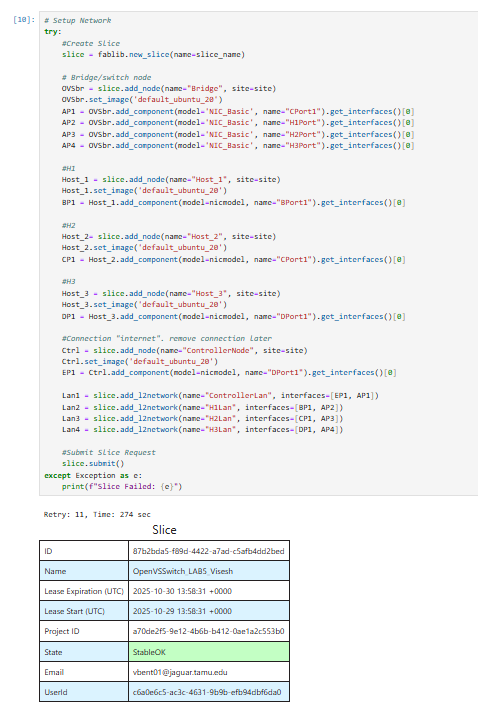 [10]: # Setup Network
try:
#Create Slice
slice = fablib.new_slice(name=slice_name)
# Bridge/switch node
OVSbr = slice.add_node(name="Bridge", site=site)
OVSbr.set_image('default_ubuntu_20')
AP1 = OVSbr.add_component(model='NIC_Basic', name="CPort1").get_interfaces()[0]
AP2 = OVSbr.add_component(model='NIC_Basic', name="H1Port").get_interfaces()[0]
AP3 = OVSbr.add_component(model='NIC_Basic', name="H2Port").get_interfaces()[0]
AP4 = OVSbr.add_component(model='NIC_Basic', name="H3Port").get_interfaces()[0]
#H1
Host_1 = slice.add_node(name="Host_1", site=site)
Host_1.set_image('default_ubuntu_20')
BP1 = Host_1.add_component(model=nicmodel, name="BPort1").get_interfaces()[0]
#H2
Host_2= slice.add_node(name="Host_2", site=site)
Host_2.set_image('default_ubuntu_20')
CP1 = Host_2.add_component(model=nicmodel, name="CPort1").get_interfaces()[0]
#H3
Host_3 = slice.add_node(name="Host_3", site=site)
Host_3.set_image('default_ubuntu_20')
DP1 = Host_3.add_component(model=nicmodel, name="DPort1").get_interfaces()[0]
#Connection "internet". remove connection later
Ctrl = slice.add_node(name="ControllerNode", site=site)
Ctrl.set_image('default_ubuntu_20')
EP1 = Ctrl.add_component(model=nicmodel, name="DPort1").get_interfaces()[0]
Lan1 = slice.add_l2network(name="ControllerLan", interfaces=[EP1, AP1])
Lan2 = slice.add_l2network(name="H1Lan", interfaces=[BP1, AP2])
Lan3 = slice.add_l2network(name="H2Lan", interfaces=[CP1, AP3])
Lan4 = slice.add_l2network(name="H3Lan", interfaces=[DP1, AP4])
#Submit Slice Request
slice.submit()
except Exception as e:
print(f"Slice Failed: {e}")
Retry: 11, Time: 274 sec
Slice
ID 87b2bda5-f89d-4422-a7ad-c5afb4dd2bed
Name OpenVSSwitch_LAB5_Visesh
Lease Expiration (UTC) 2025-10-30 13:58:31 +0000
Lease Start (UTC) 2025-10-29 13:58:31 +0000
Project ID a70de2f5-9e12-4b6b-b412-0ae1a2c553b0
State StableOK
Email vbent01@jaguar.tamu.edu
UserId c6a0e6c5-ac3c-4631-9b9b-efb94dbf6da0